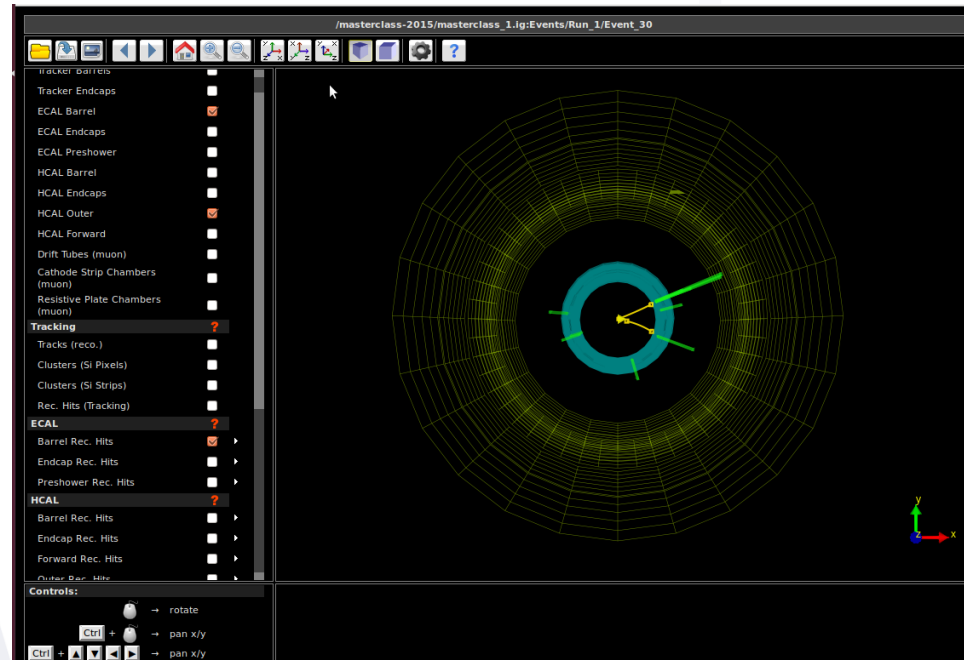 /masterclass-2015/masterclass_1.ig:Events/Run_1/Event_30
?
Tracker Barrels
Tracker Endcaps
ECAL Barrel
ECAL Endcaps
ECAL Preshower
HCAL Barrel
HCAL Endcaps
HCAL Outer
HCAL Forward
Drift Tubes (muon)
Cathode Strip Chambers
(muon)
Resistive Plate Chambers
(muon)
Tracking ?
Tracks (reco.)
Clusters (Si Pixels)
Clusters (Si Strips)
Rec. Hits (Tracking)
ECAL ?
Barrel Rec. Hits
Endcap Rec. Hits
Preshower Rec. Hits
HCAL ?
Barrel Rec. Hits
Endcap Rec. Hits
Forward Rec. Hits
Outer Rec. Hits
y
z x
Controls:
→ rotate
Ctrl + → pan x/y
Ctrl + ▲ ▼ ◀ ▶ → pan x/y